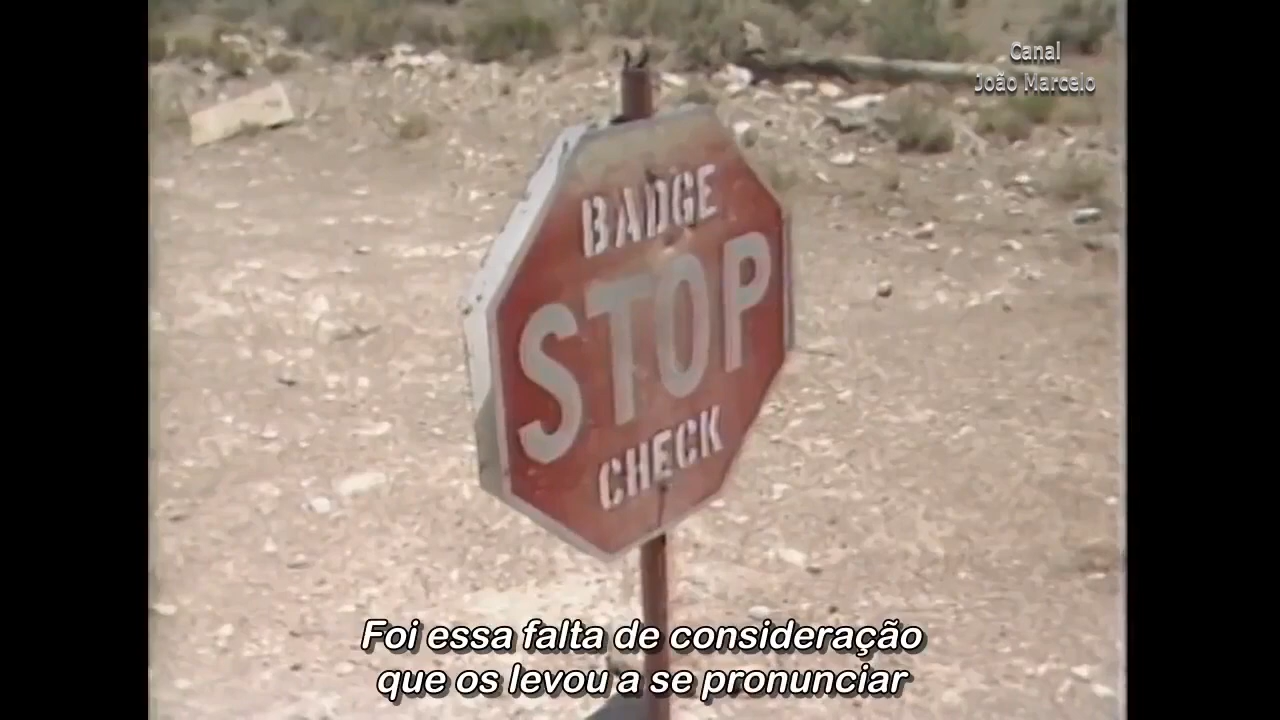 Canal
João Marcelo
BADGE
STOP
CHECK
Foi essa falta de consideração
que os levou a se pronunciar